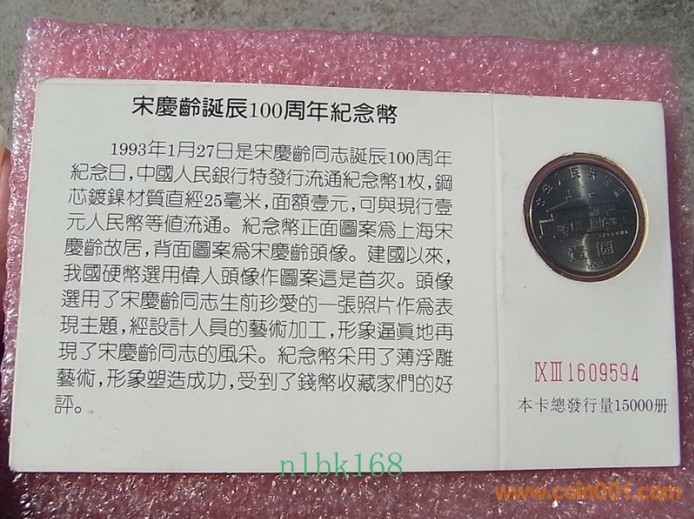 宋慶齡誕辰100周年紀念幣
1993年1月27日是宋慶齡同志誕辰100周年
紀念日，中國人民銀行特發行流通紀念幣1枚，鋼
芯鍍鎳材質直經25毫米，面額壹元，可與現行壹
元人民幣等值流通。紀念幣正面圖案爲上海宋
慶齡故居，背面圖案爲宋慶齡頭像。建國以來，
我國硬幣選用偉人頭像作圖案這是首次。頭像
選用了宋慶齡同志生前珍愛的一張照片作爲表
現主題，經設計人員的藝術加工，形象逼眞地再
現了宋慶齡同志的風采。紀念幣采用了薄浮雕
藝術，形象塑造成功，受到了錢幣收藏家們的好
評。
中华人民共和国
壹圆
ⅨⅢ1609594
本卡總發行量15000册
nlbk168
www.coin001.com